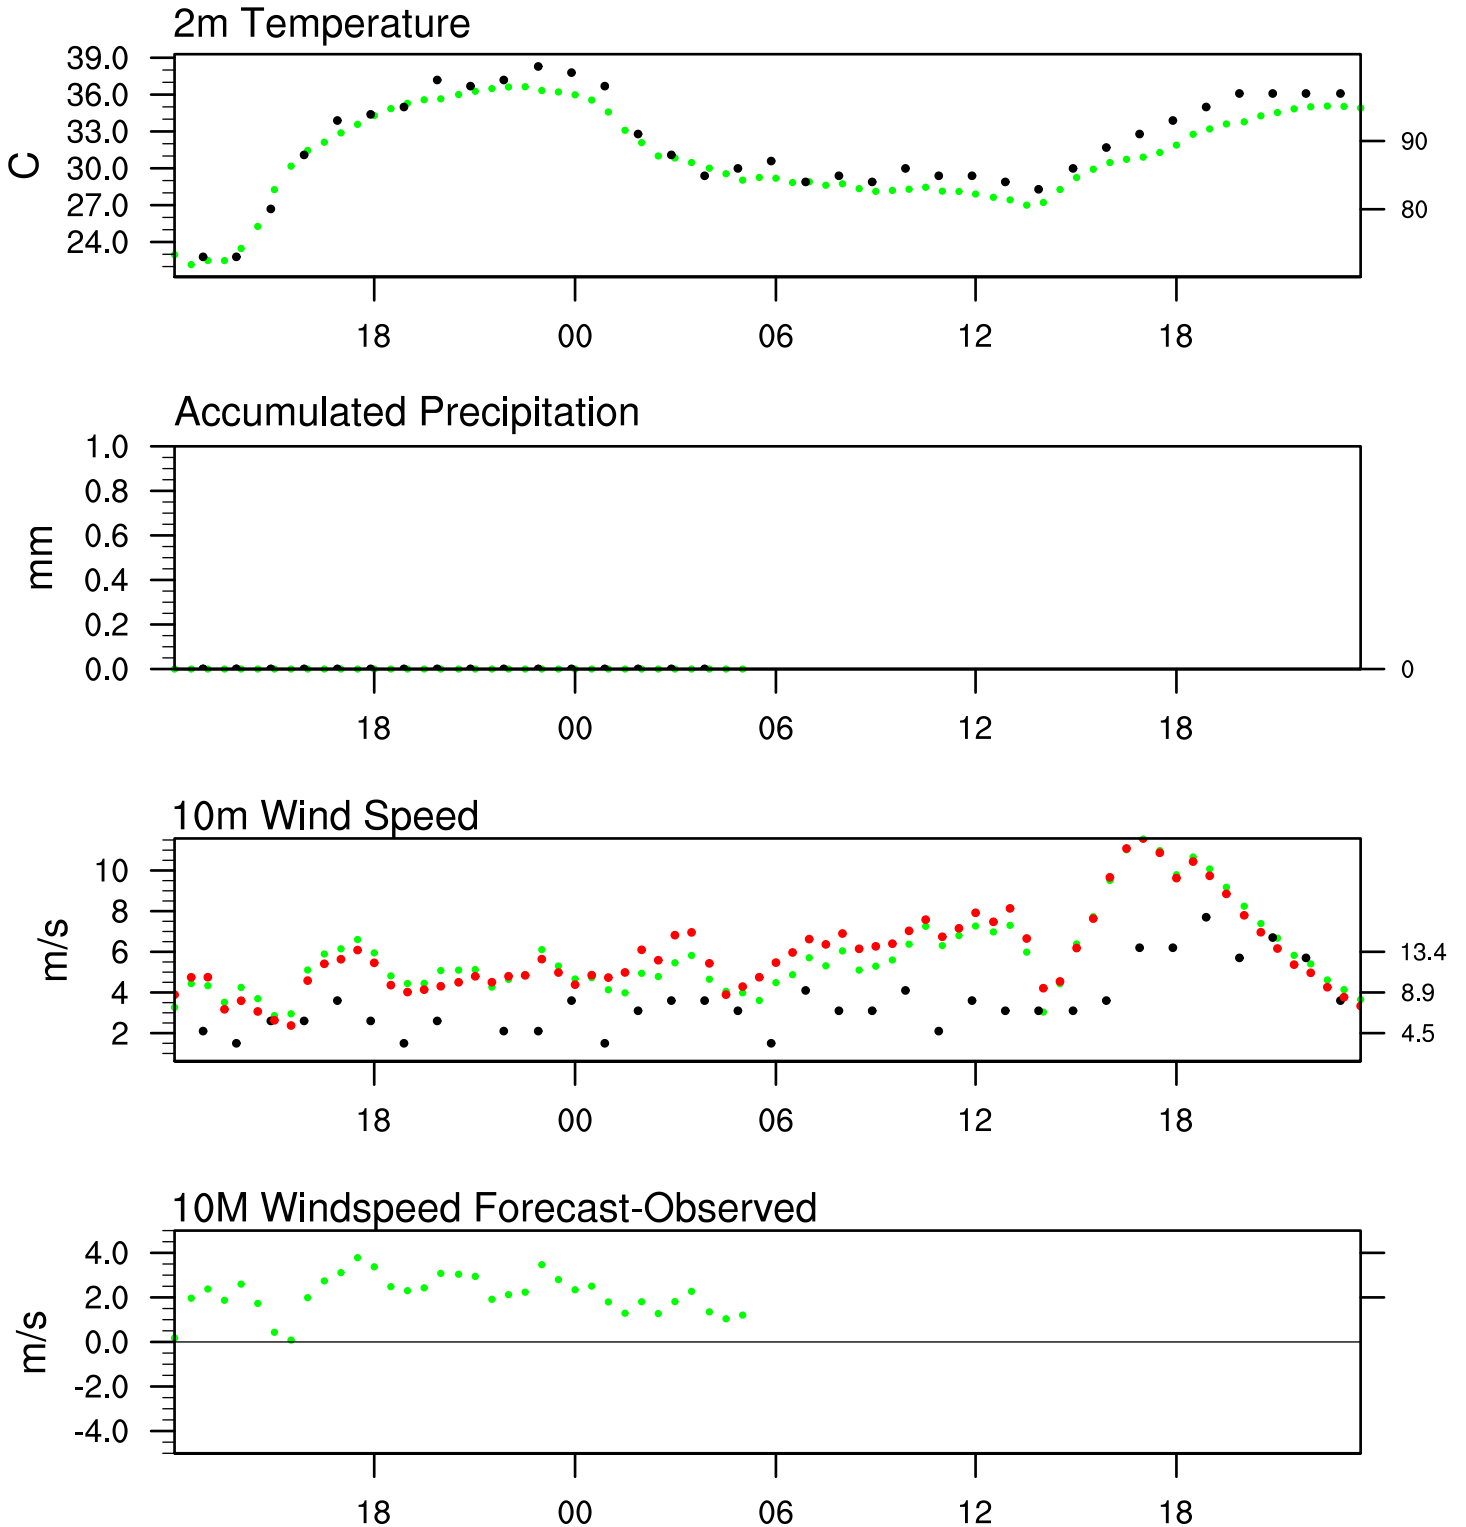 2m Temperature
39.0
36.0
33.0
30.0
27.0
24.0
C
90
80
18 00 06 12 18
Accumulated Precipitation
1.0
0.8
0.6
0.4
0.2
0.0
mm
0
18 00 06 12 18
10m Wind Speed
10
8
6
4
2
m/s
13.4
8.9
4.5
18 00 06 12 18
10M Windspeed Forecast-Observed
4.0
2.0
0.0
-2.0
-4.0
m/s
18 00 06 12 18